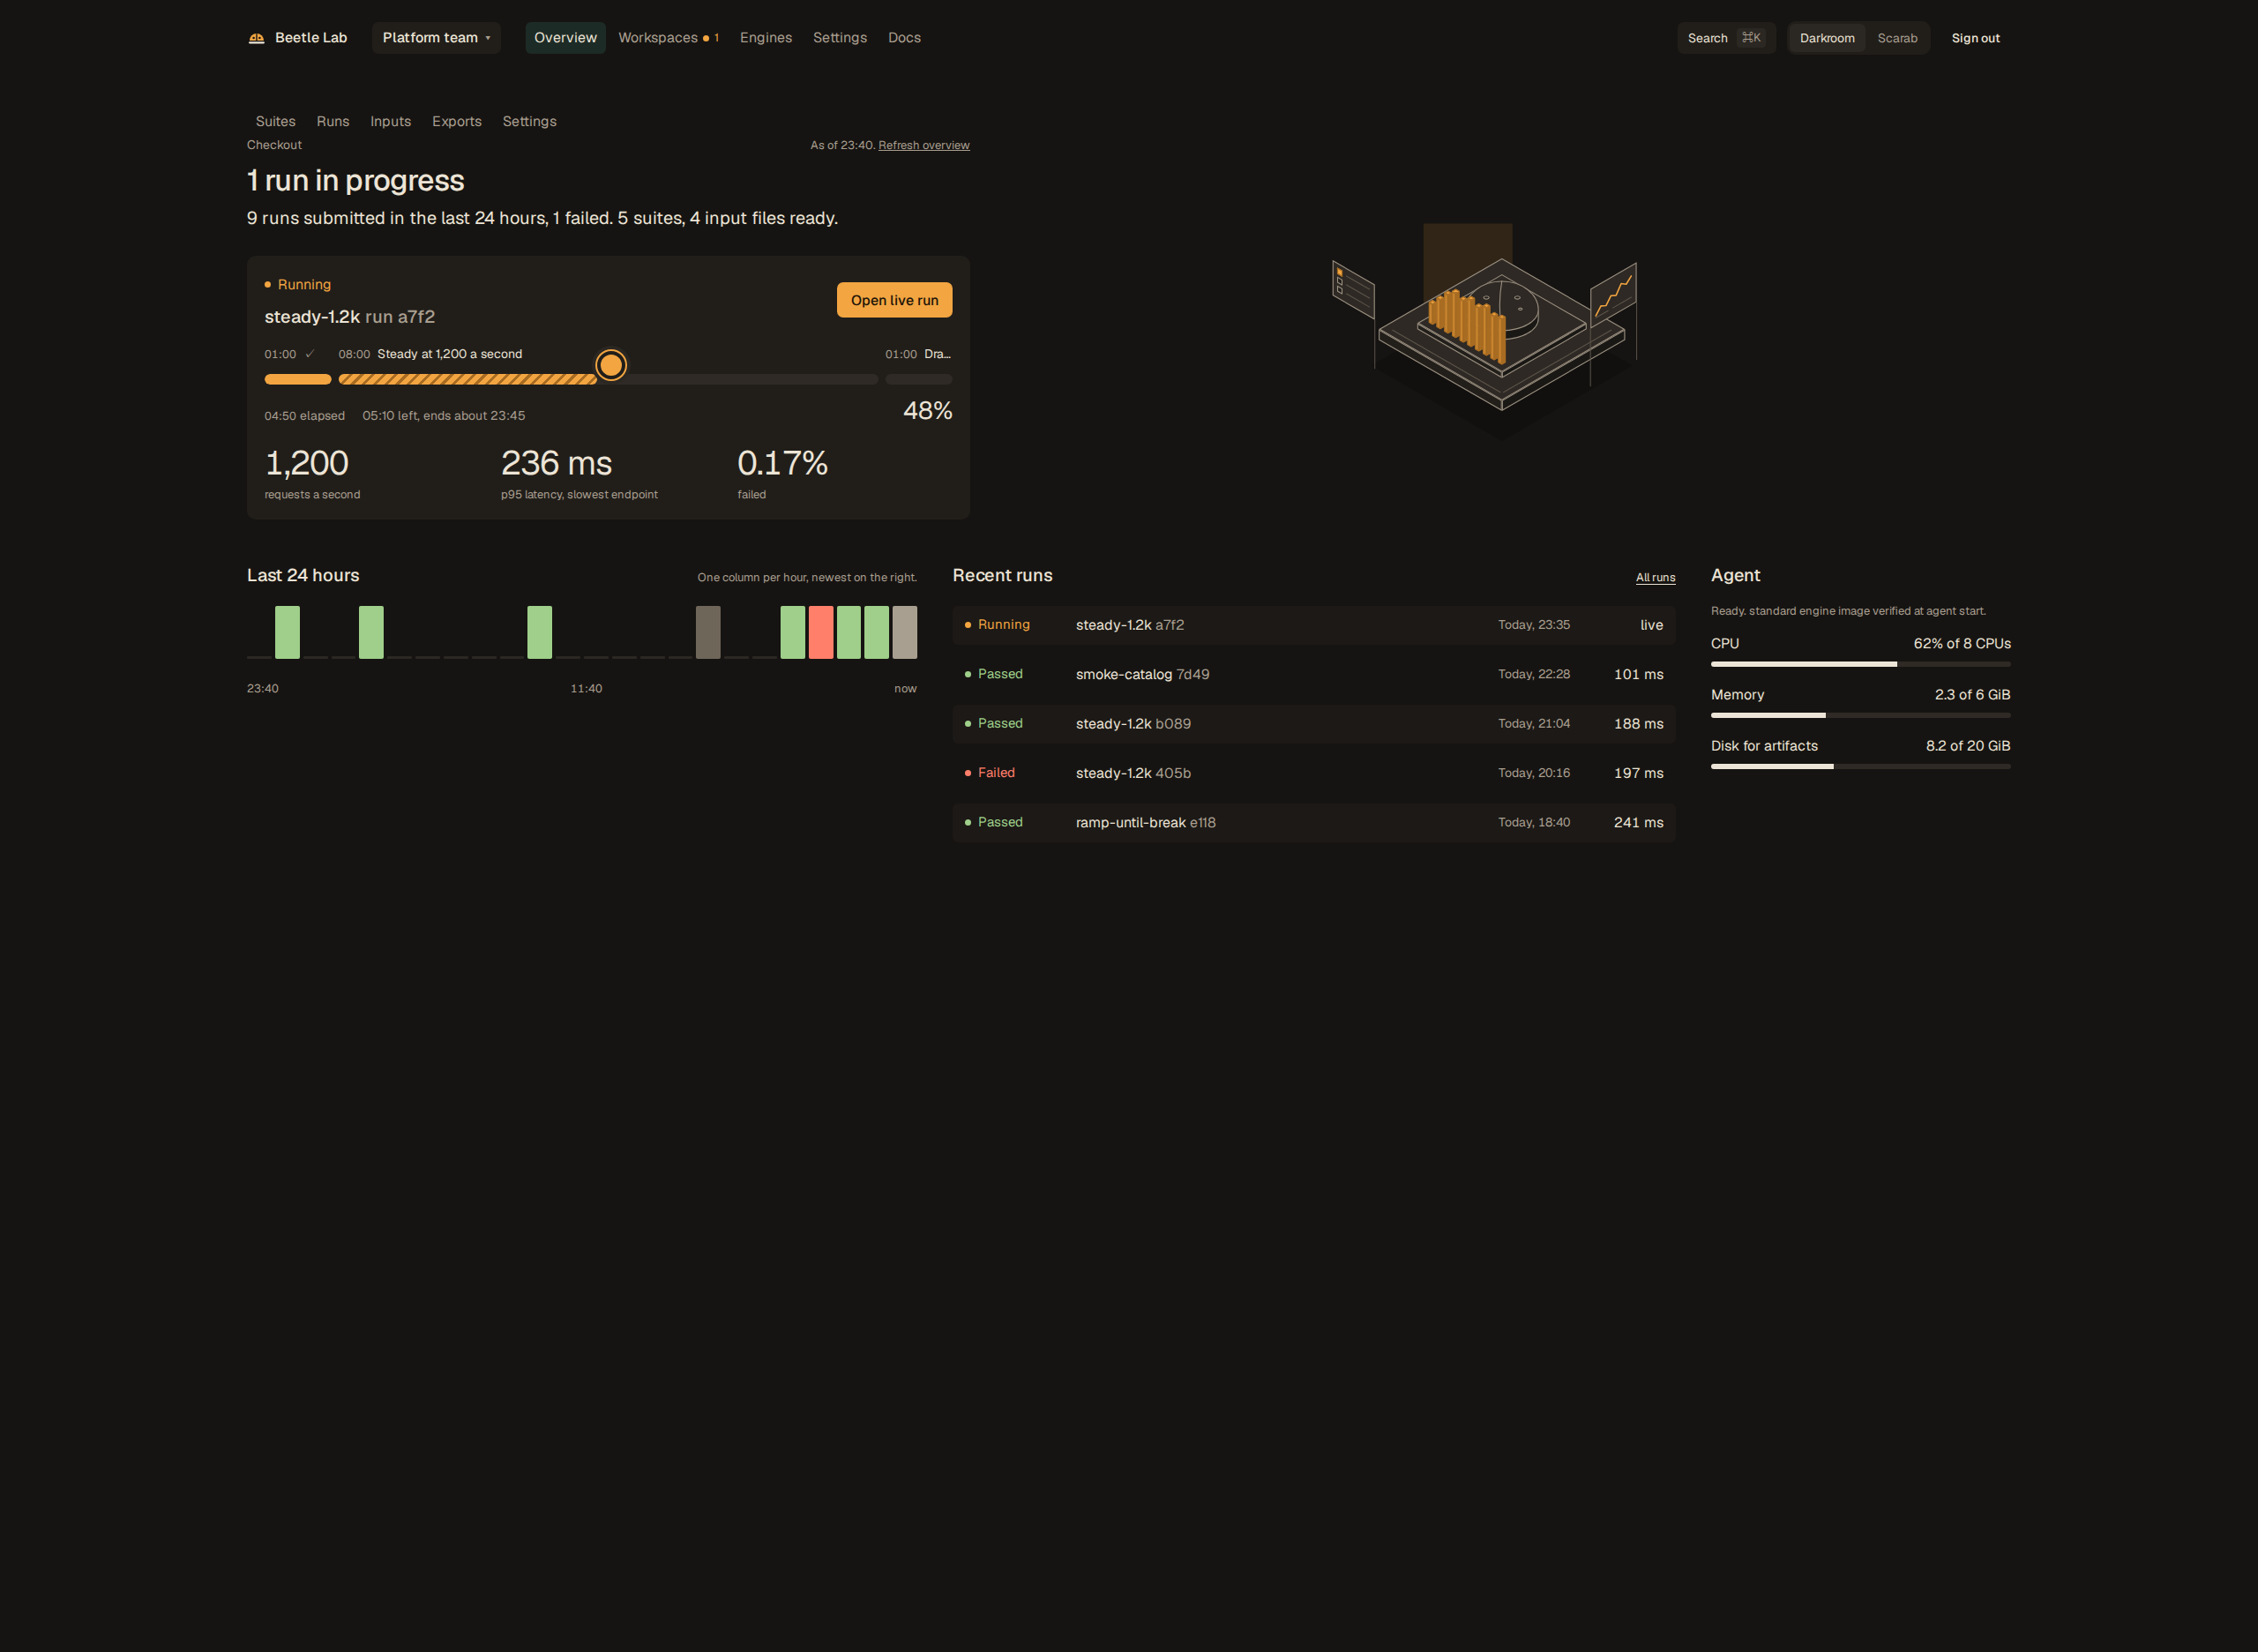 Beetle Lab
Platform team
Overview
Workspaces 1
Engines
Settings
Docs
Search ⌘K
Darkroom
Scarab
Sign out
Suites
Runs
Inputs
Exports
Settings
Checkout
As of 23:40. Refresh overview
1 run in progress
9 runs submitted in the last 24 hours, 1 failed. 5 suites, 4 input files ready.
Running
Open live run
steady-1.2k run a7f2
01:00 ✓
08:00 Steady at 1,200 a second
01:00 Dra…
04:50 elapsed
05:10 left, ends about 23:45
48%
1,200
requests a second
236 ms
p95 latency, slowest endpoint
0.17%
failed
Last 24 hours
One column per hour, newest on the right.
23:40
11:40
now
Recent runs
All runs
Running steady-1.2k a7f2 Today, 23:35 live
Passed smoke-catalog 7d49 Today, 22:28 101 ms
Passed steady-1.2k b089 Today, 21:04 188 ms
Failed steady-1.2k 405b Today, 20:16 197 ms
Passed ramp-until-break e118 Today, 18:40 241 ms
Agent
Ready. standard engine image verified at agent start.
CPU 62% of 8 CPUs
Memory 2.3 of 6 GiB
Disk for artifacts 8.2 of 20 GiB